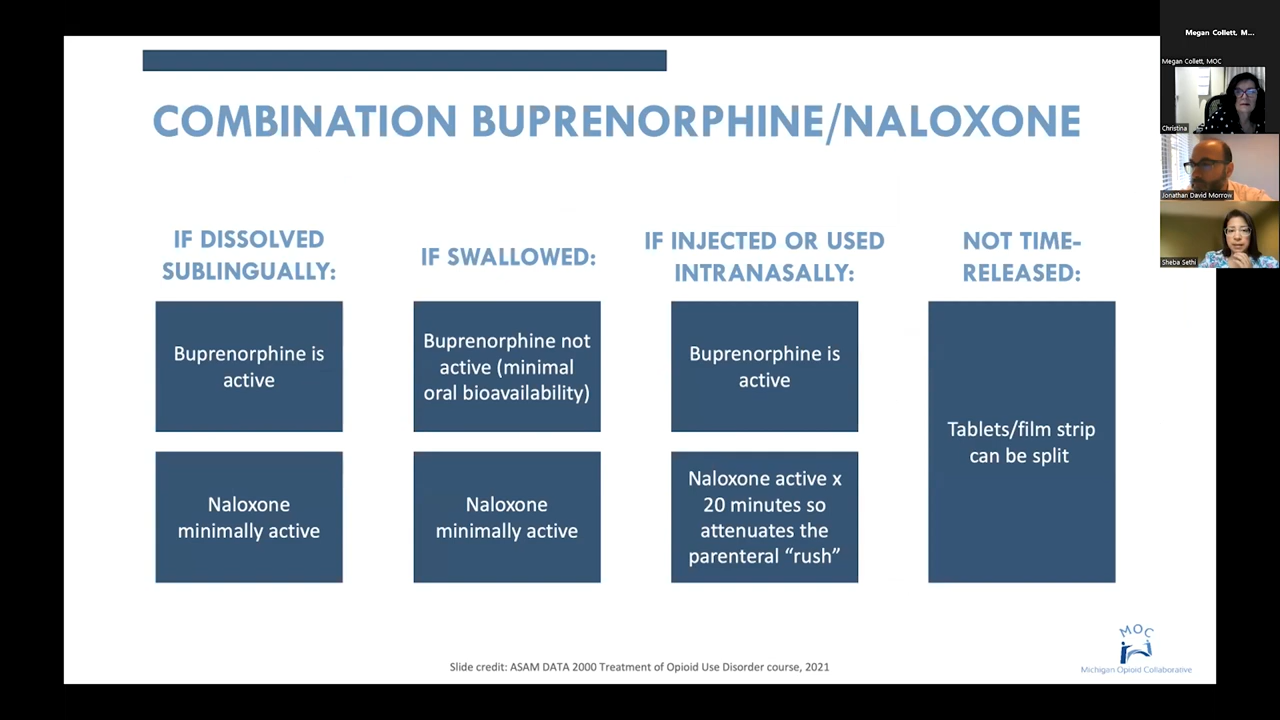 COMBINATION BUPRENORPHINE/NALOXONE
IF DISSOLVED
SUBLINGUALLY:
Buprenorphine is
active
Naloxone
minimally active
IF SWALLOWED:
Buprenorphine not
active (minimal
oral bioavailability)
Naloxone
minimally active
IF INJECTED OR USED
INTRANASALLY:
Buprenorphine is
active
Naloxone active x
20 minutes so
attenuates the
parenteral “rush”
NOT TIME-
RELEASED:
Tablets/film strip
can be split
Slide credit: ASAM DATA 2000 Treatment of Opioid Use Disorder course, 2021
MOC
Michigan Opioid Collaborative
Megan Collett, M...
Megan Collett, MOC
Christina
Jonathan David Morrow
Sheba Sethi